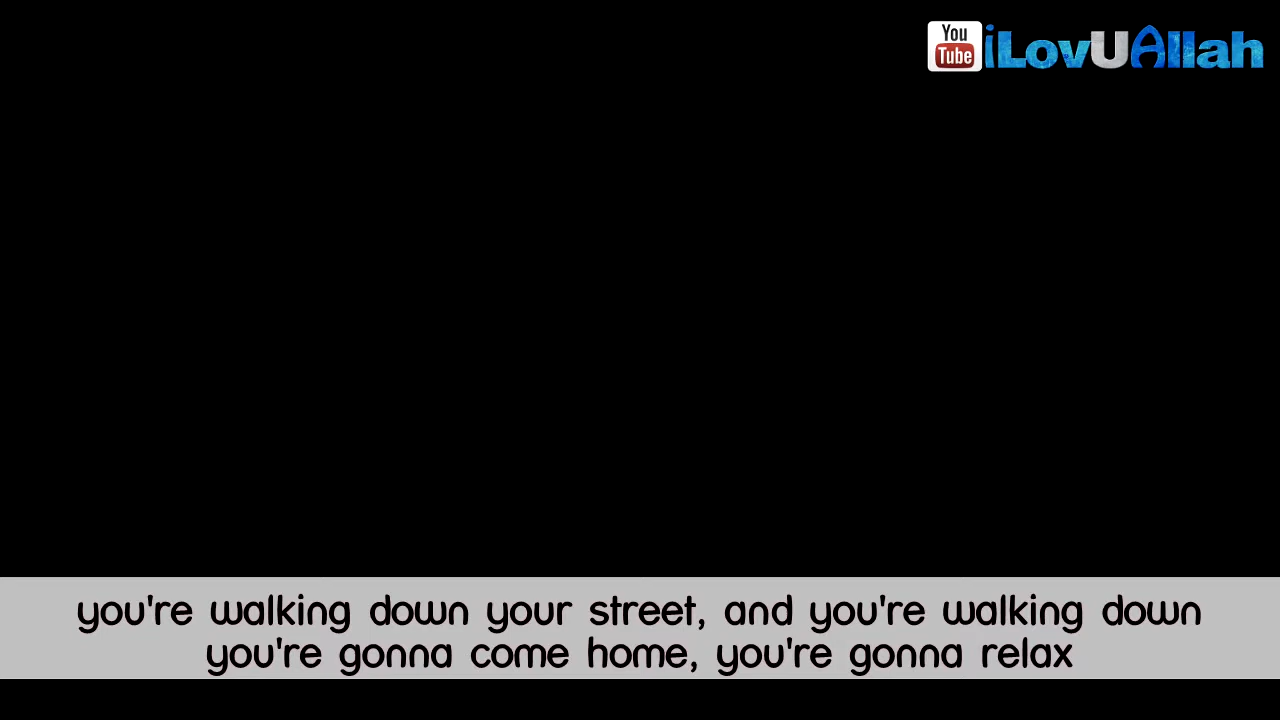 You
Tube
iLovUAllah
you're walking down your street, and you're walking down
you're gonna come home, you're gonna relax